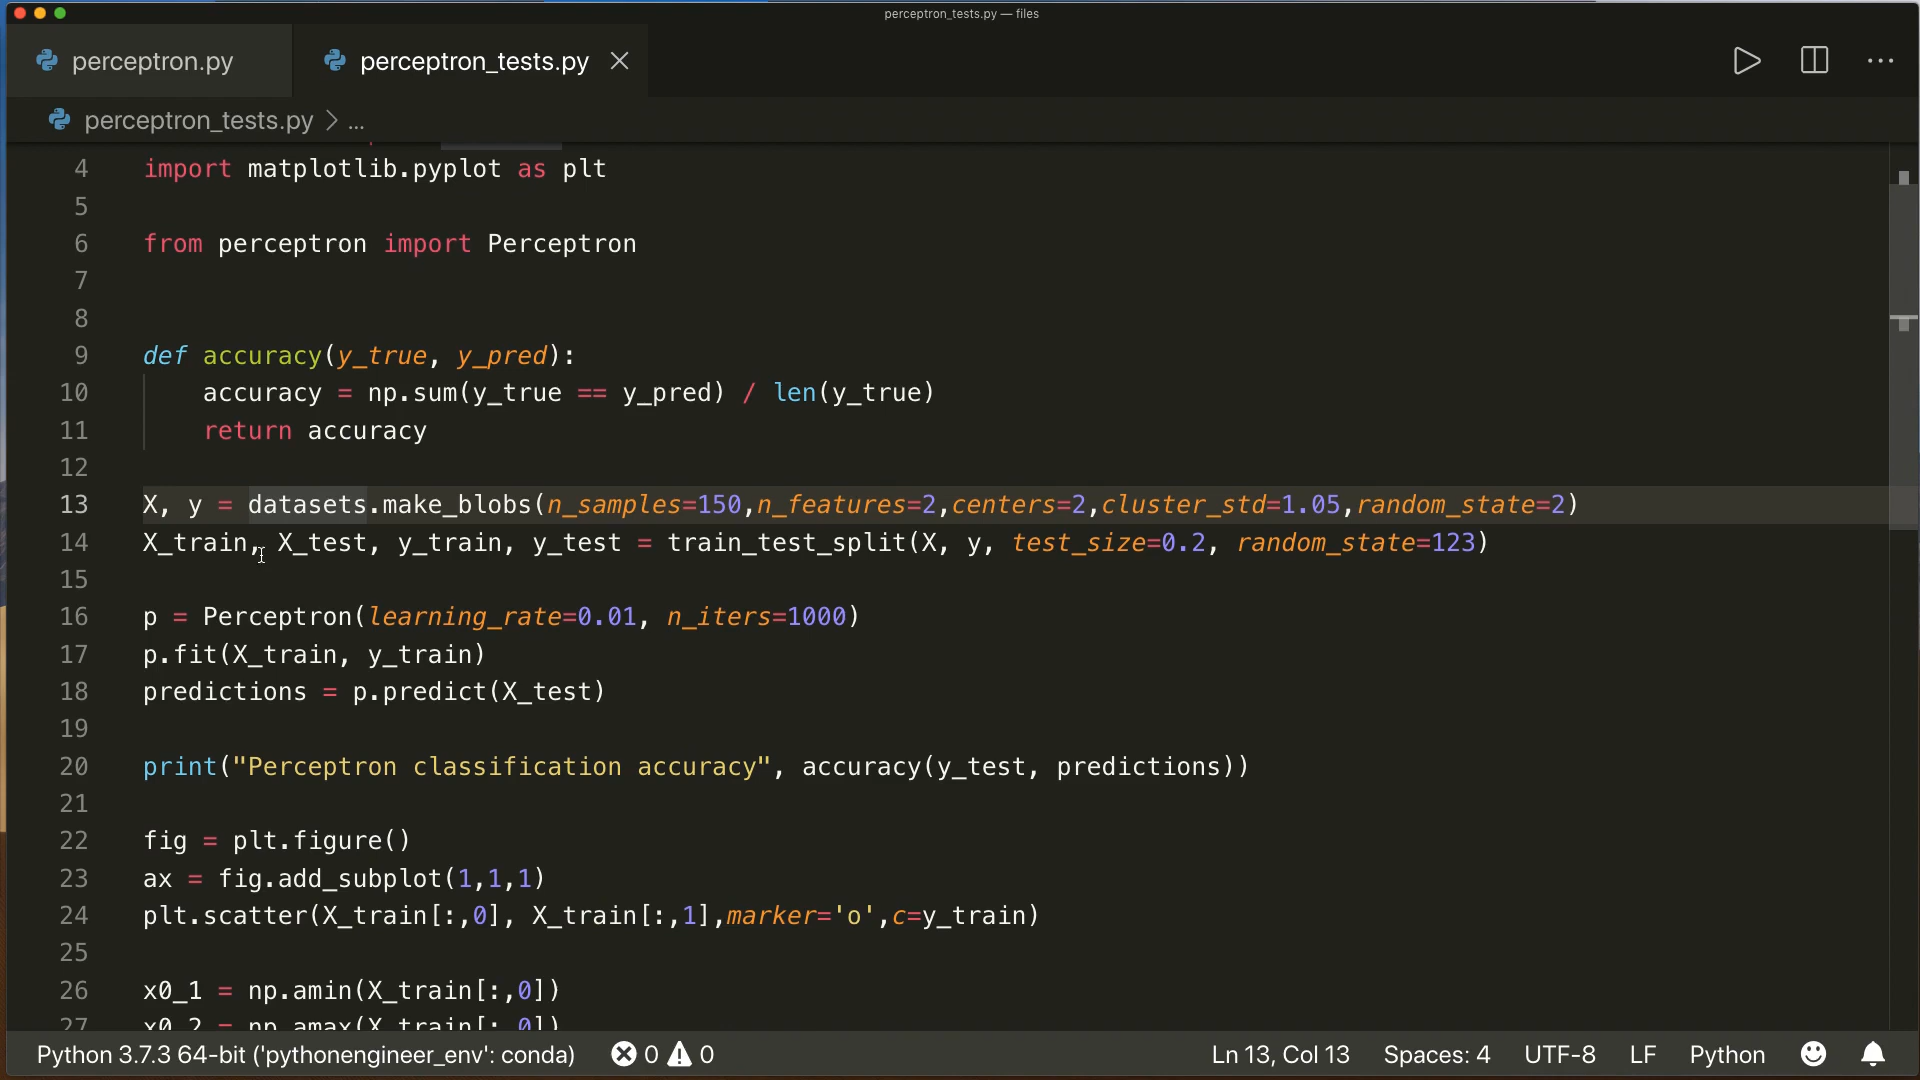 perceptron_tests.py — files
perceptron.py
perceptron_tests.py
perceptron_tests.py > ...
4 import matplotlib.pyplot as plt
5
6 from perceptron import Perceptron
7
8
9 def accuracy(y_true, y_pred):
10     accuracy = np.sum(y_true == y_pred) / len(y_true)
11     return accuracy
12
13 X, y = datasets.make_blobs(n_samples=150,n_features=2,centers=2,cluster_std=1.05,random_state=2)
14 X_train, X_test, y_train, y_test = train_test_split(X, y, test_size=0.2, random_state=123)
15
16 p = Perceptron(learning_rate=0.01, n_iters=1000)
17 p.fit(X_train, y_train)
18 predictions = p.predict(X_test)
19
20 print("Perceptron classification accuracy", accuracy(y_test, predictions))
21
22 fig = plt.figure()
23 ax = fig.add_subplot(1,1,1)
24 plt.scatter(X_train[:,0], X_train[:,1],marker='o',c=y_train)
25
26 x0_1 = np.amin(X_train[:,0])
27 x0_2 = np.amax(X_train[:,0])
Python 3.7.3 64-bit ('pythonengineer_env': conda) 0 0 Ln 13, Col 13 Spaces: 4 UTF-8 LF Python